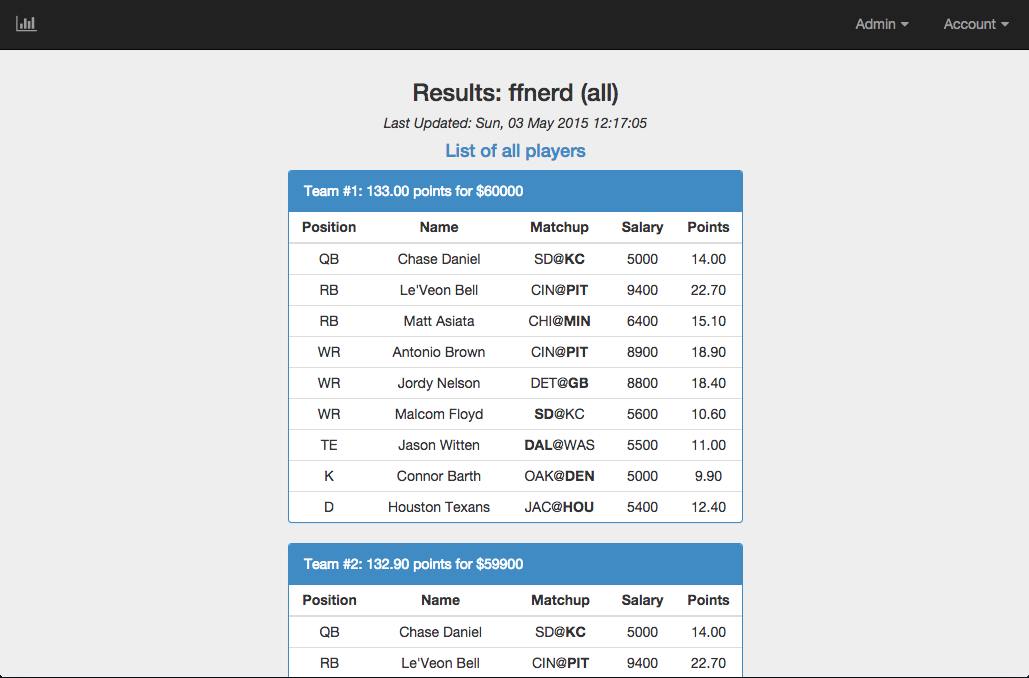 Admin Account
Results: ffnerd (all)
Last Updated: Sun, 03 May 2015 12:17:05
List of all players
Team #1: 133.00 points for $60000
Position Name Matchup Salary Points
QB Chase Daniel SD@KC 5000 14.00
RB Le'Veon Bell CIN@PIT 9400 22.70
RB Matt Asiata CHI@MIN 6400 15.10
WR Antonio Brown CIN@PIT 8900 18.90
WR Jordy Nelson DET@GB 8800 18.40
WR Malcom Floyd SD@KC 5600 10.60
TE Jason Witten DAL@WAS 5500 11.00
K Connor Barth OAK@DEN 5000 9.90
D Houston Texans JAC@HOU 5400 12.40
Team #2: 132.90 points for $59900
Position Name Matchup Salary Points
QB Chase Daniel SD@KC 5000 14.00
RB Le'Veon Bell CIN@PIT 9400 22.70